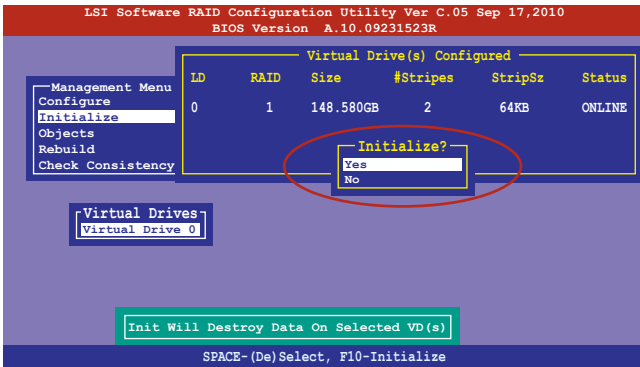 LSI Software RAID Configuration Utility Ver C.05 Sep 17,2010
BIOS Version A.10.09231523R
Virtual Drive(s) Configured
LD RAID Size #Stripes StripSz Status
0 1 148.580GB 2 64KB ONLINE
Management Menu
Configure
Initialize
Objects
Rebuild
Check Consistency
Initialize?
Yes
No
Virtual Drives
Virtual Drive 0
Init Will Destroy Data On Selected VD(s)
SPACE-(De)Select, F10-Initialize